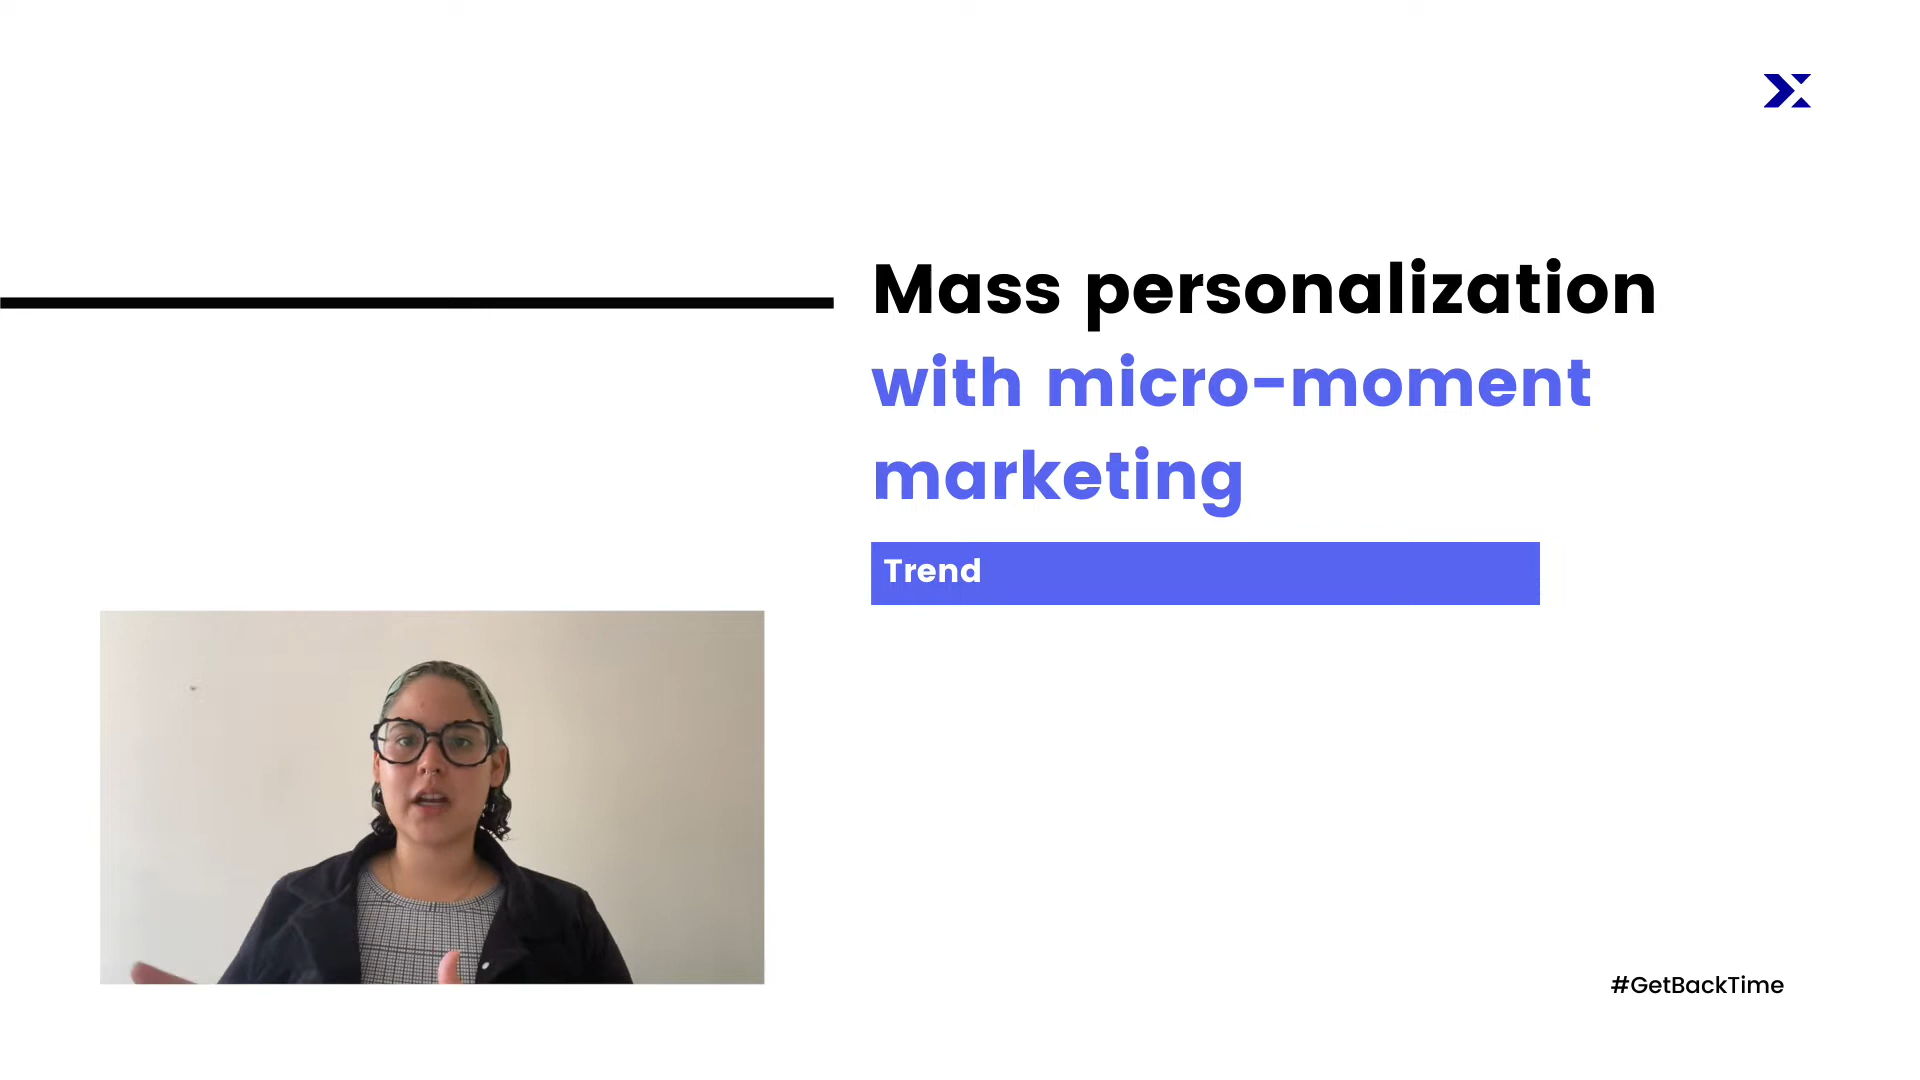 Mass personalization
with micro-moment
marketing
Trend
#GetBackTime